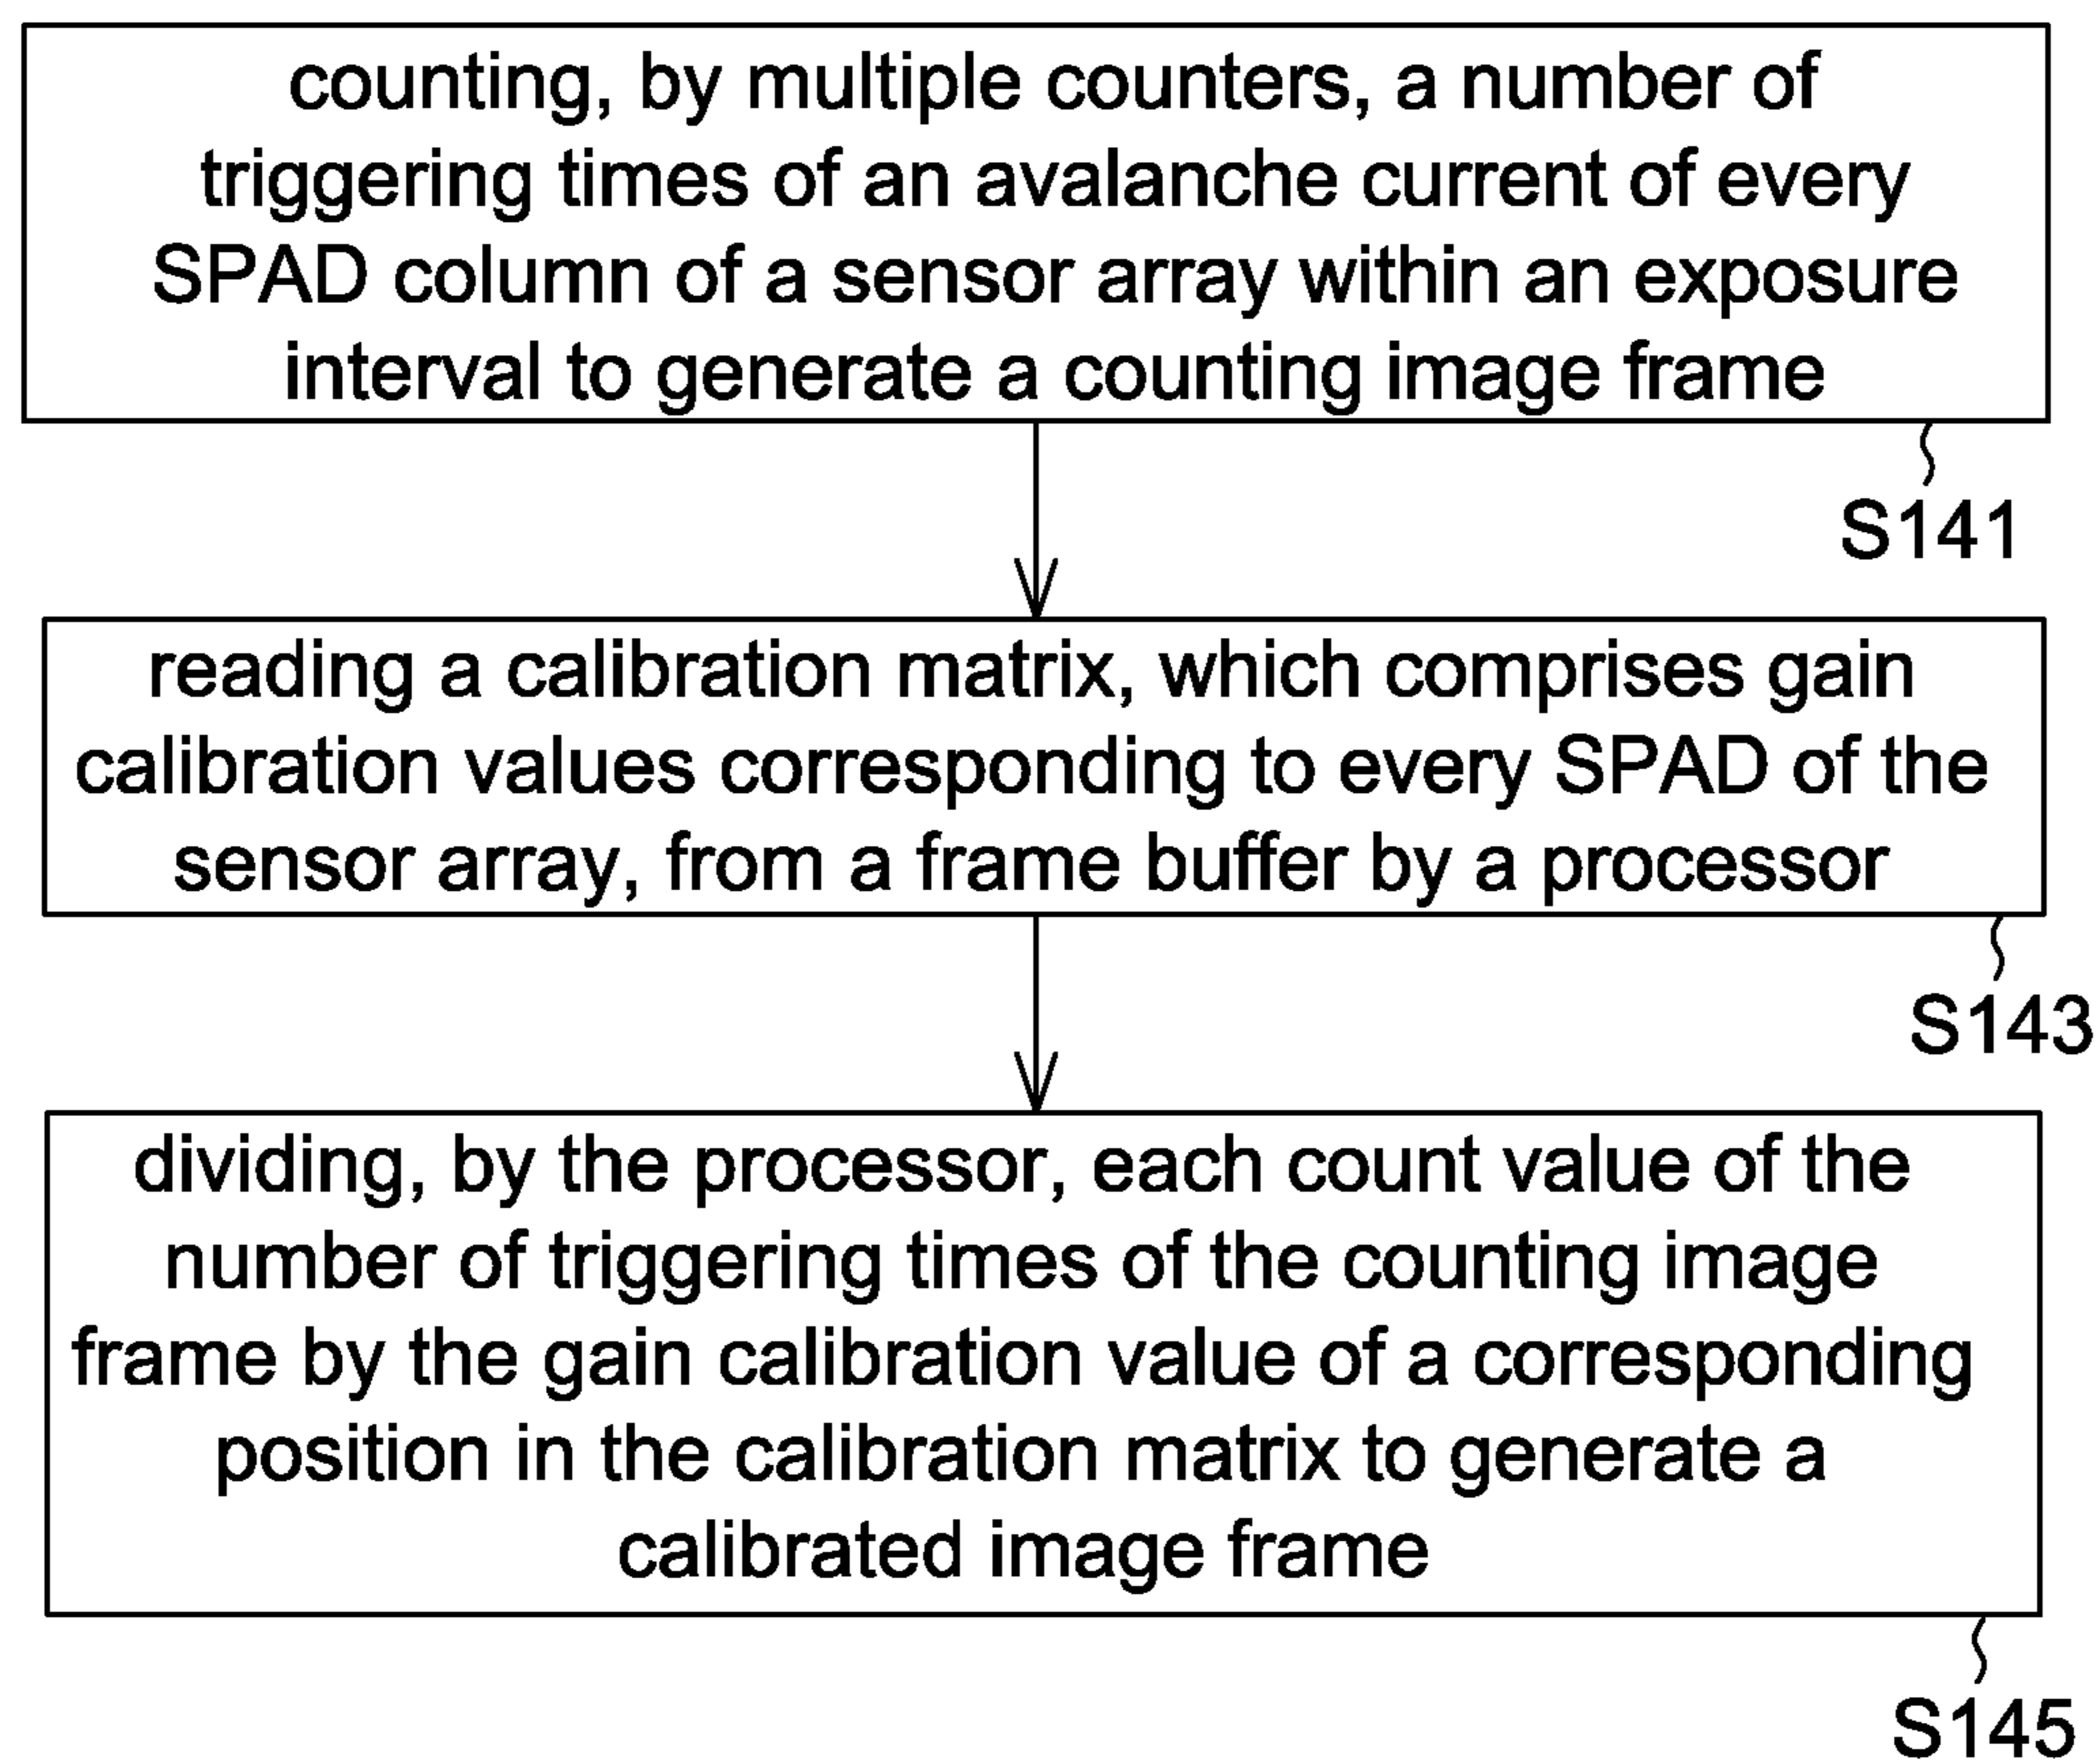 counting, by multiple counters, a number of
triggering times of an avalanche current of every
SPAD column of a sensor array within an exposure
interval to generate a counting image frame
S141
reading a calibration matrix, which comprises gain
calibration values corresponding to every SPAD of the
sensor array, from a frame buffer by a processor
S143
dividing, by the processor, each count value of the
number of triggering times of the counting image
frame by the gain calibration value of a corresponding
position in the calibration matrix to generate a
calibrated image frame
S145